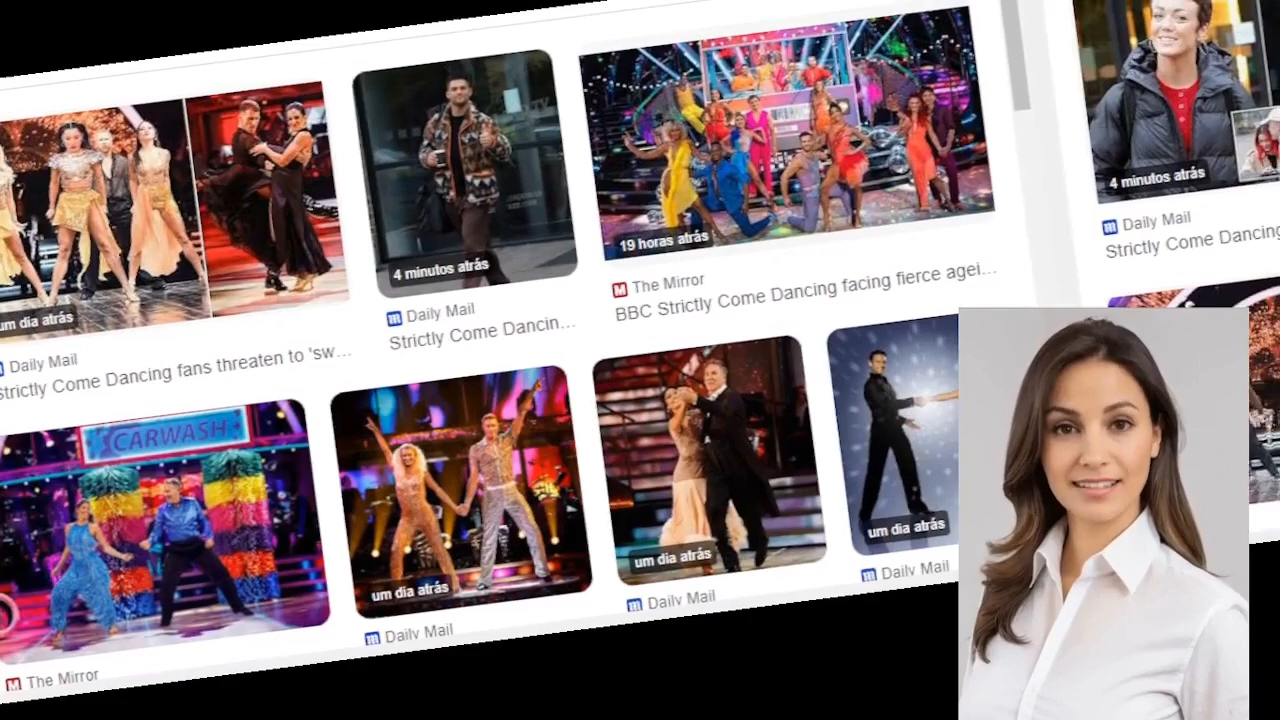 4 minutos atrás
Daily Mail
Strictly Come Dancing
19 horas atrás
The Mirror
BBC Strictly Come Dancing facing fierce agei...
4 minutos atrás
Daily Mail
Strictly Come Dancin...
um dia atrás
Daily Mail
Strictly Come Dancing fans threaten to 'sw...
CARWASH
The Mirror
um dia atrás
Daily Mail
um dia atrás
Daily Mail
um dia atrás
Daily Mail